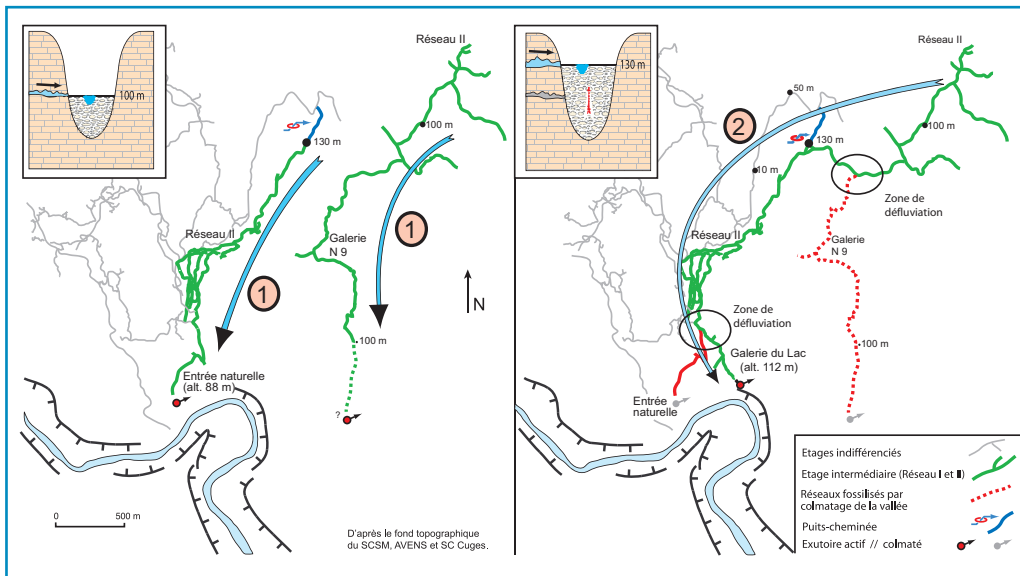 100 m
Réseau II
100 m
130 m
Réseau II
Galerie
N 9
1
1
N
100 m
Entrée naturelle
(alt. 88 m)
?
0 500 m
D'après le fond topographique
du SCSM, AVENS et SC Cuges.
130 m
Réseau II
50 m
2
100 m
130 m
10 m
Zone de
défluviation
Réseau II
Galerie
N 9
Zone de
défluviation
100 m
Galerie du Lac
(alt. 112 m)
Entrée
naturelle
Etages indifférenciés
Etage intermédiaire (Réseau I et II)
Réseaux fossilisés par
colmatage de la vallée
Puits-cheminée
Exutoire actif // colmaté